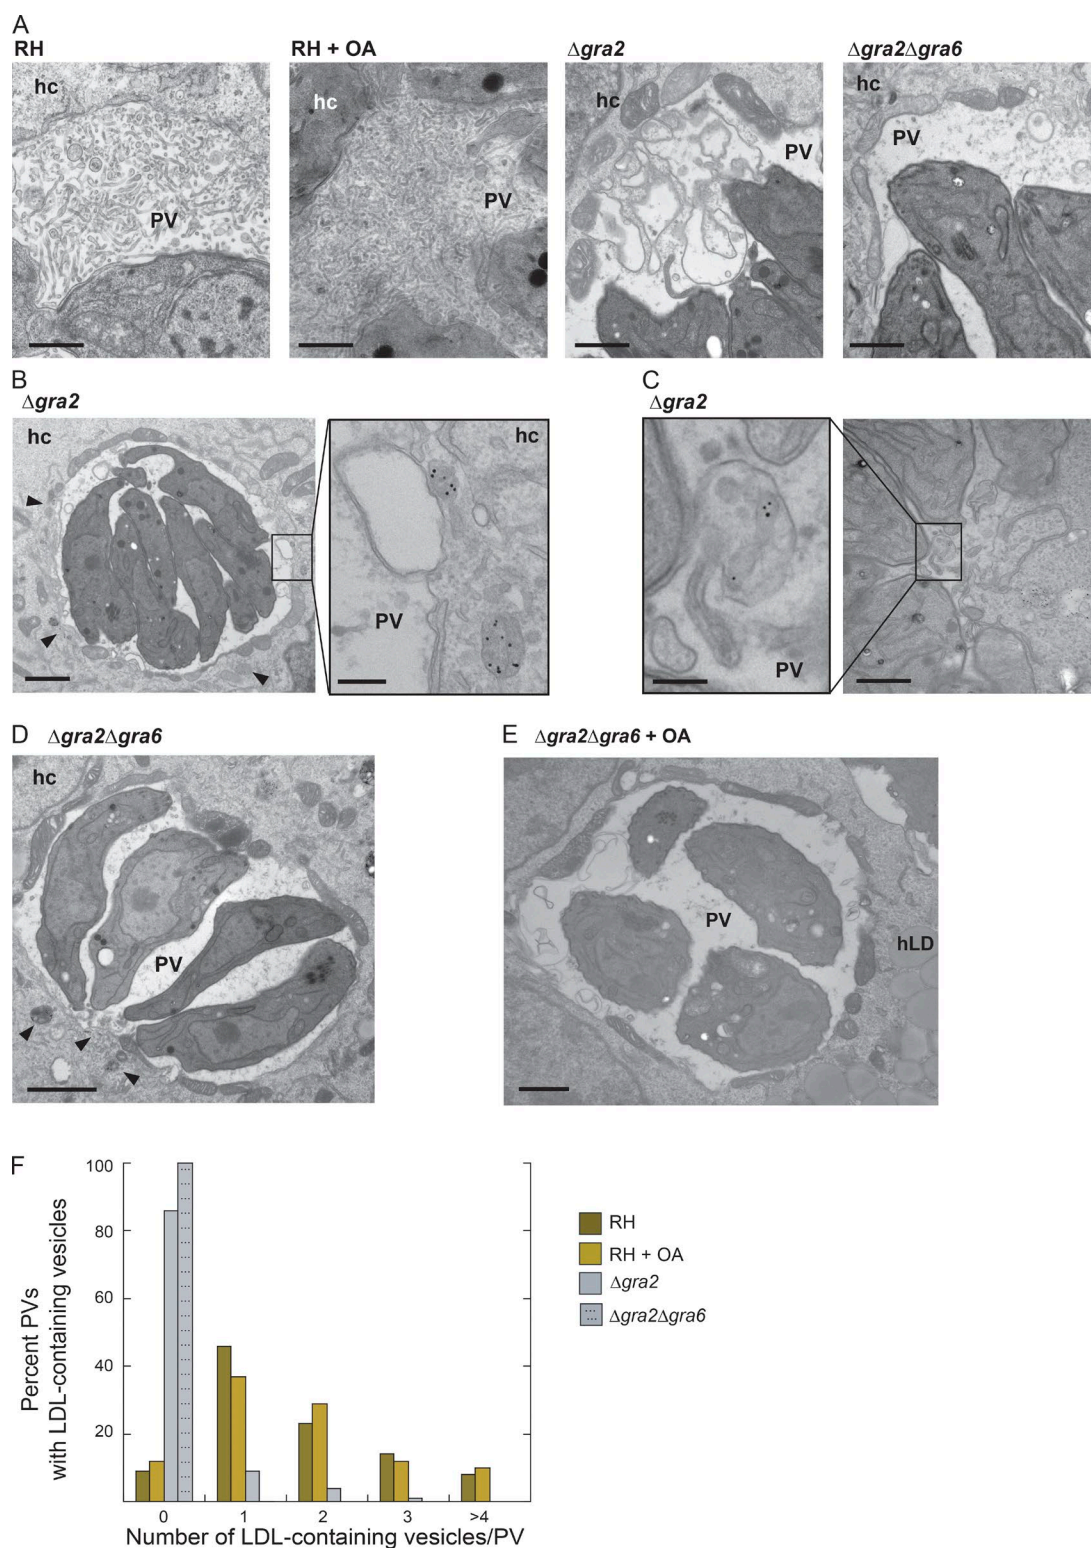 A
RH
RH + OA
Δgra2
Δgra2Δgra6
hc
PV
hc
PV
hc
PV
hc
PV
B
Δgra2
hc
hc
PV
C
Δgra2
PV
D
Δgra2Δgra6
hc
PV
E
Δgra2Δgra6 + OA
PV
hLD
F
Percent PVs
with LDL-containing vesicles
100
80
60
40
20
0
1
2
3
>4
Number of LDL-containing vesicles/PV
RH
RH + OA
Δgra2
Δgra2Δgra6